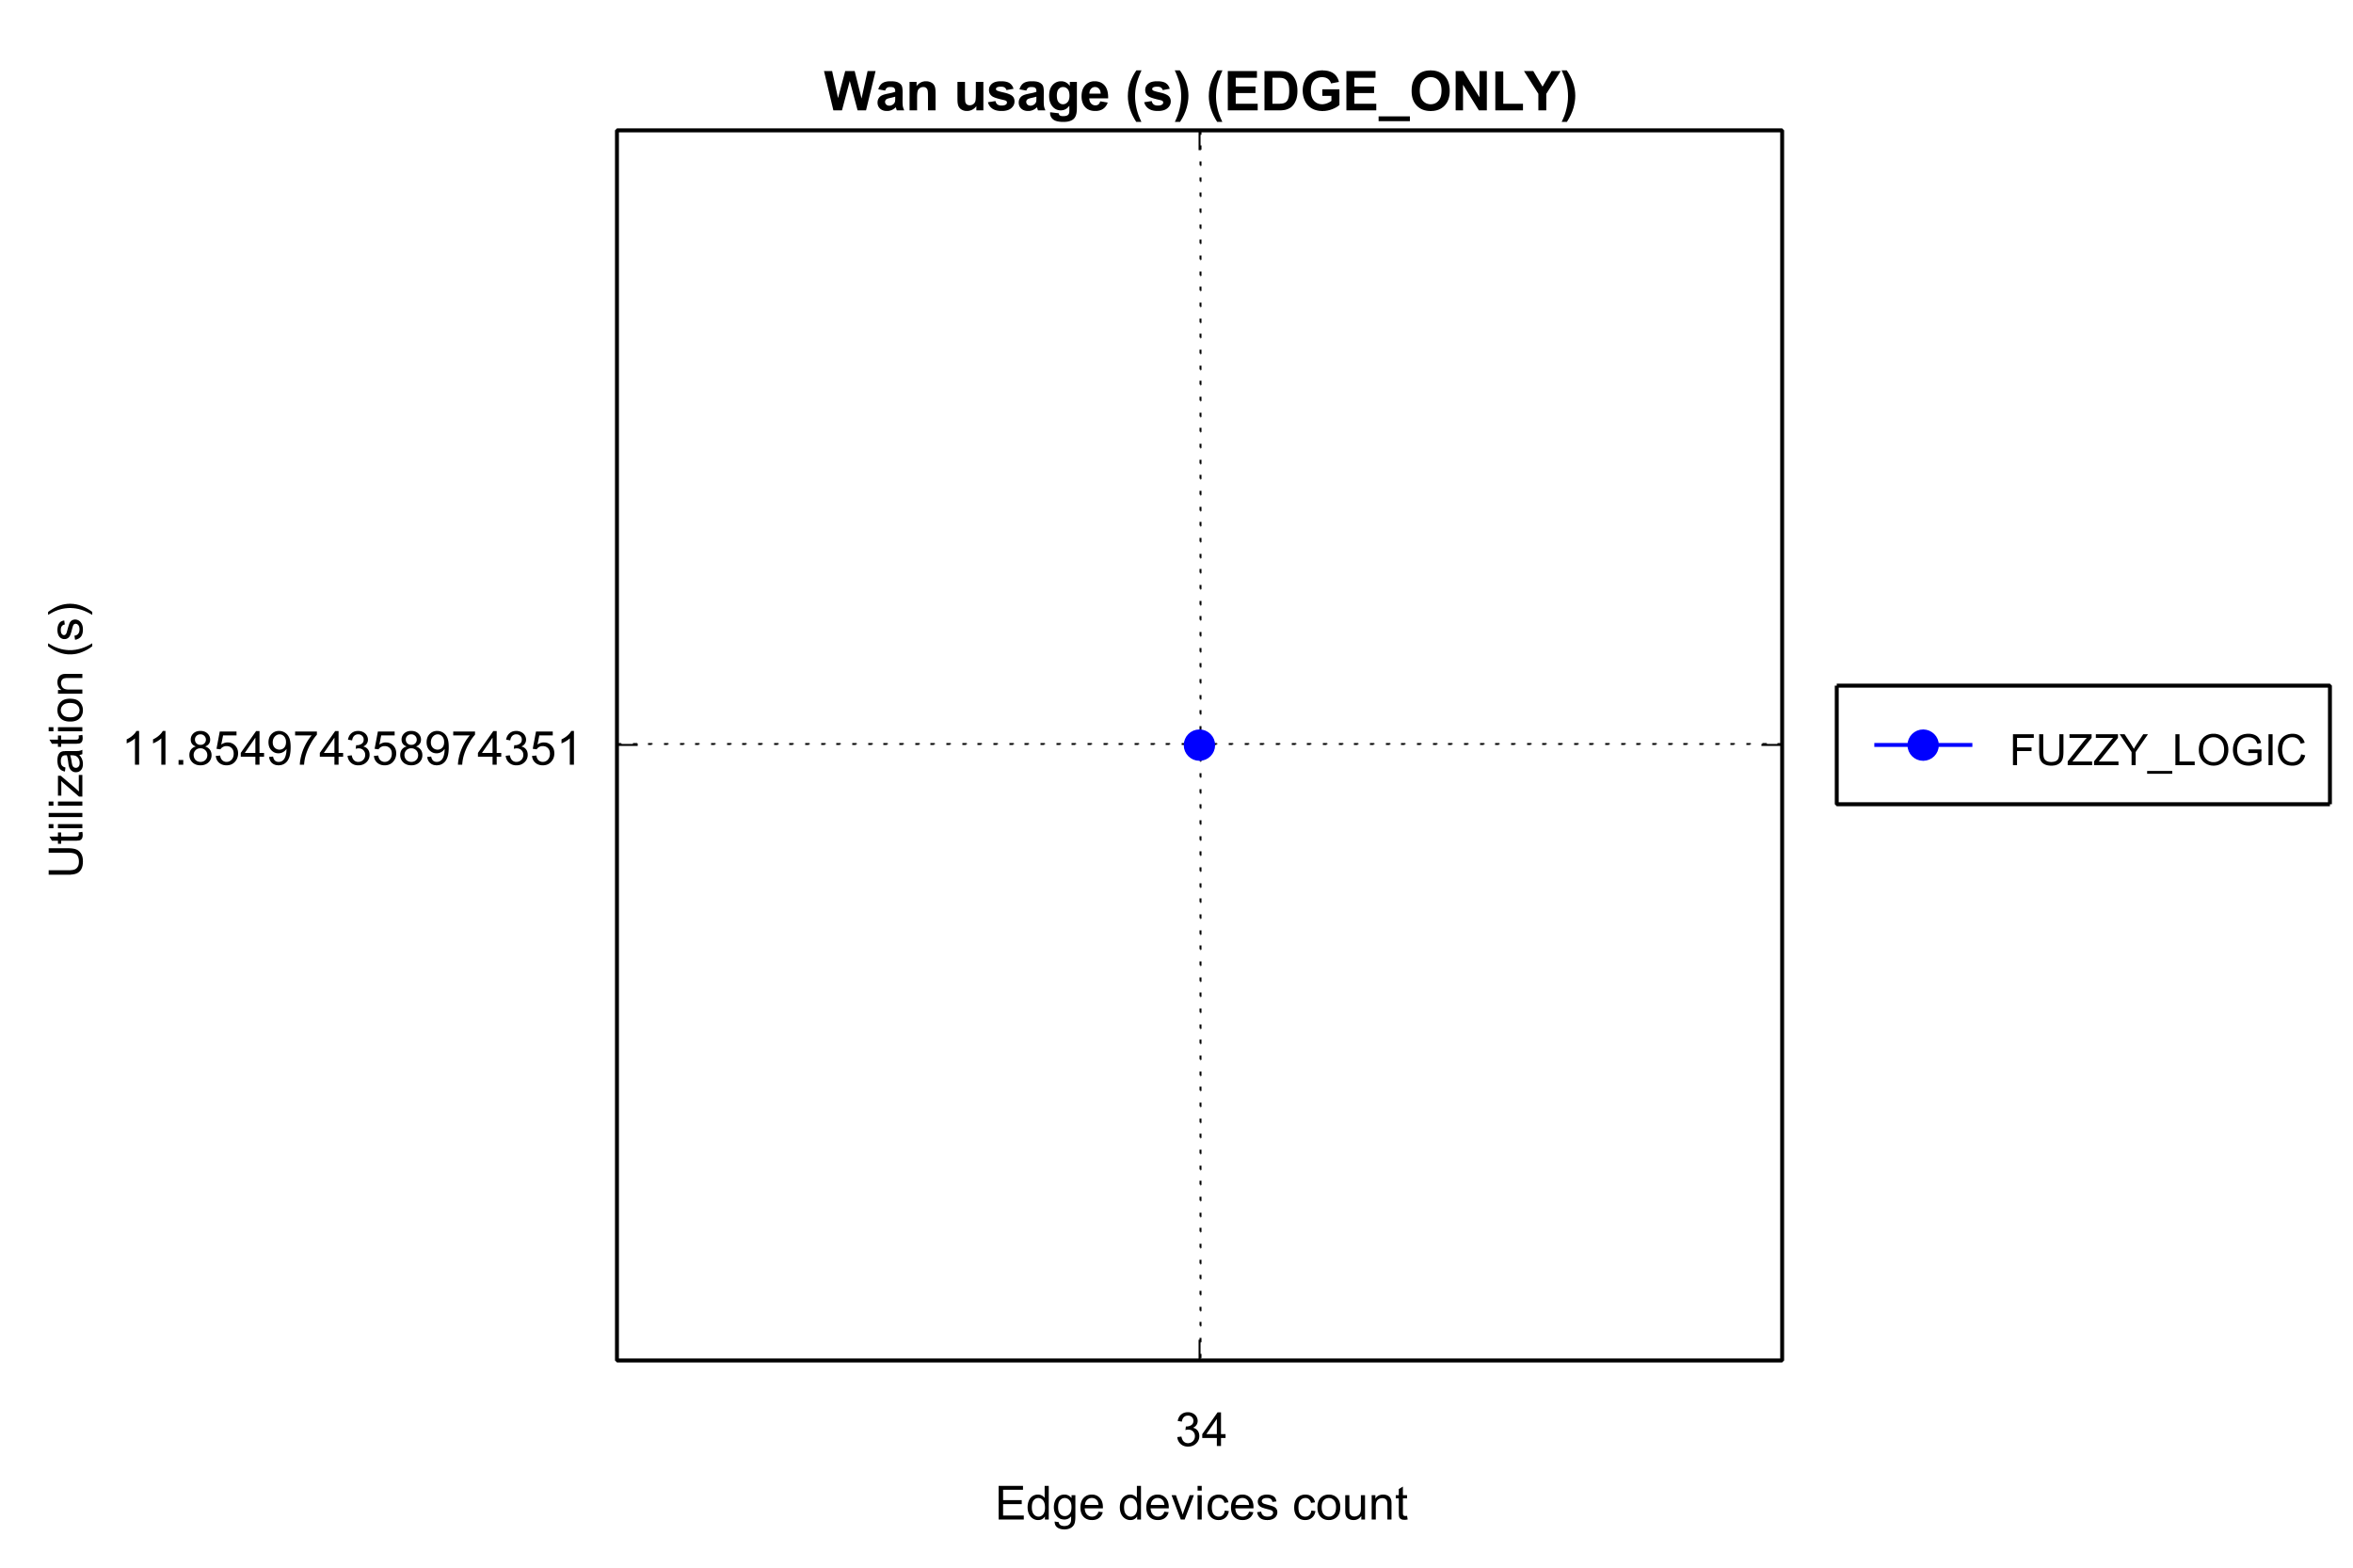 Wan usage (s) (EDGE_ONLY)
Utilization (s)
11.854974358974351
FUZZY_LOGIC
34
Edge devices count